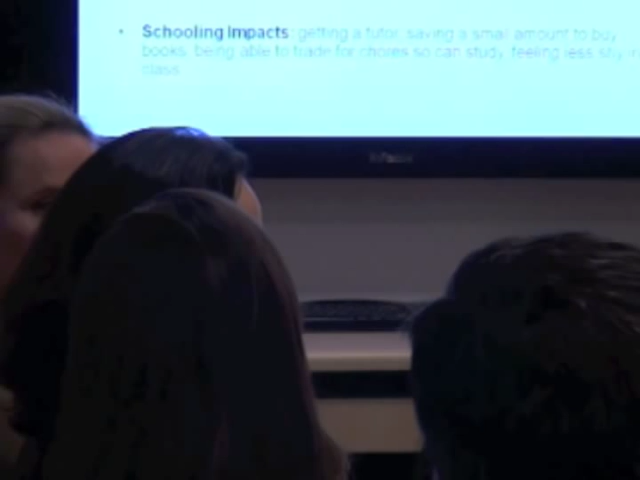 · Schooling Impacts: getting a tutor, saving a small amount to buy
books, being able to trade for chores so can study, feeling less shy in
class